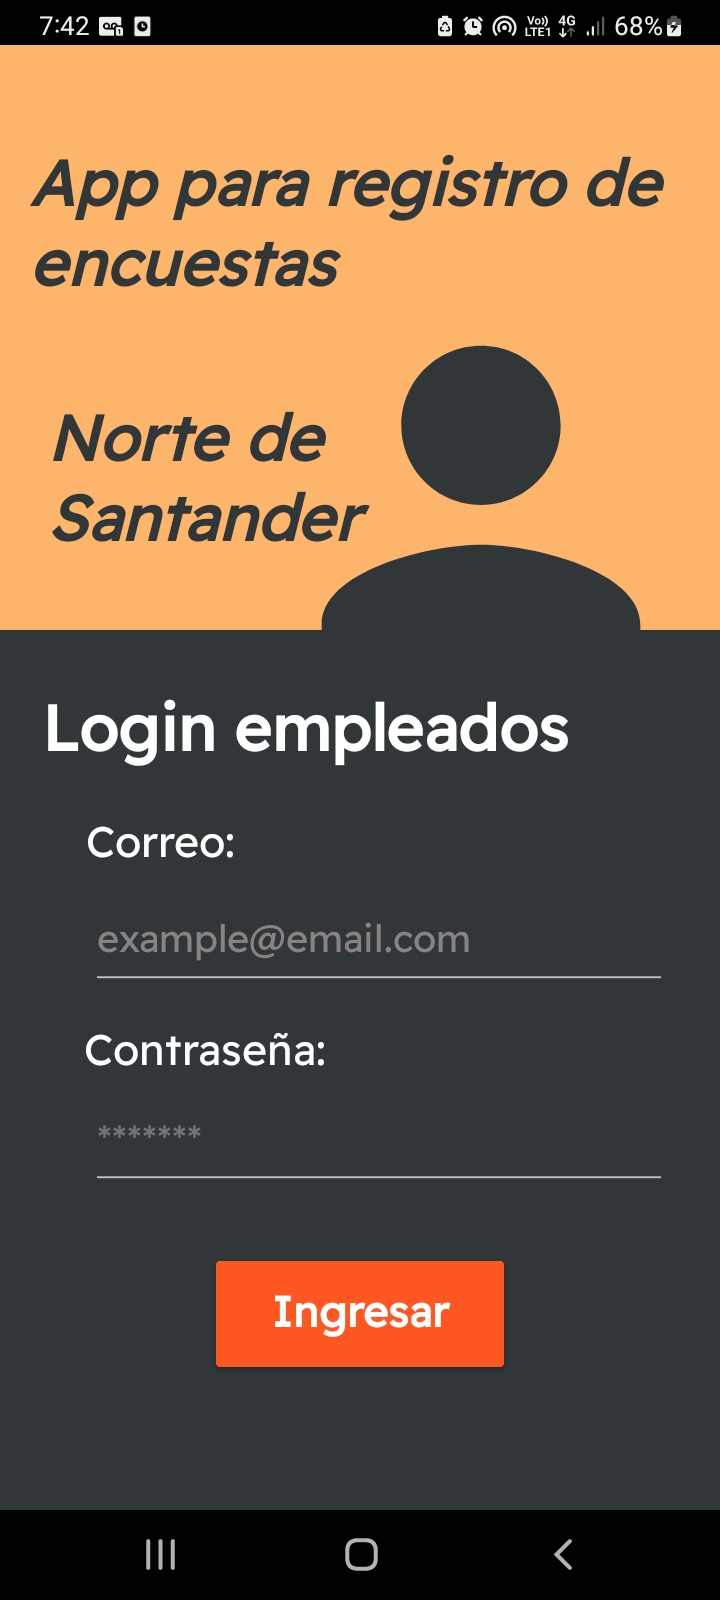 7:42 Vo)) LTE1 4G 68%
App para registro de
encuestas
Norte de
Santander
Login empleados
Correo:
example@email.com
Contraseña:
*******
Ingresar